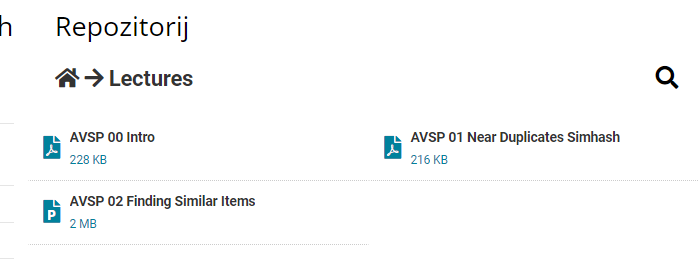 h
Repozitorij
Lectures
AVSP 00 Intro
228 KB
AVSP 01 Near Duplicates Simhash
216 KB
AVSP 02 Finding Similar Items
2 MB